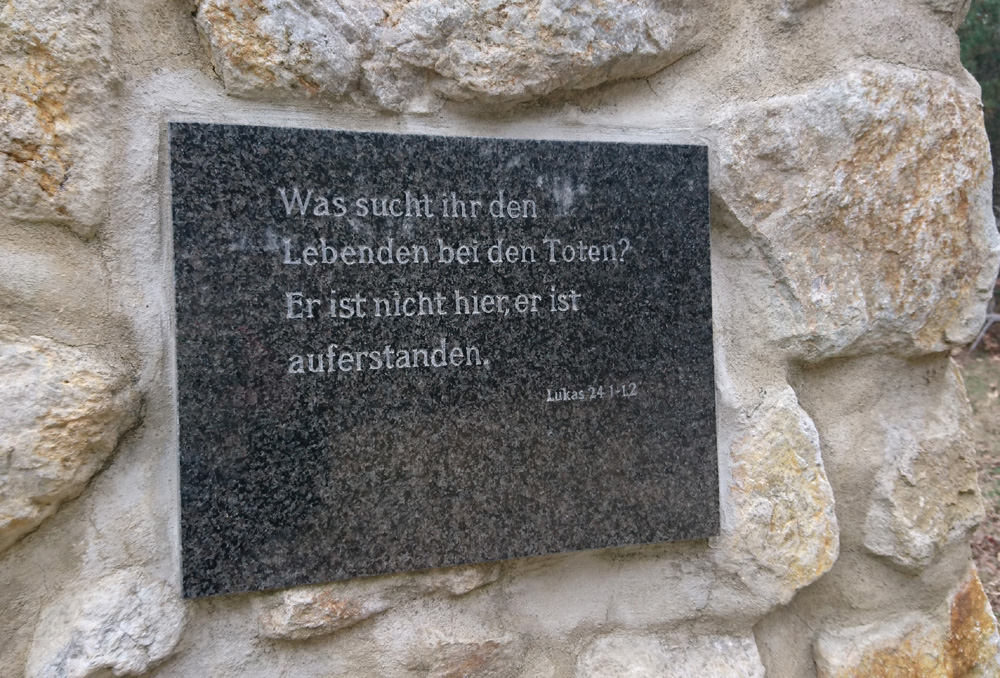 Was sucht ihr den
Lebenden bei den Toten?
Er ist nicht hier, er ist
auferstanden.
Lukas 24 1-12